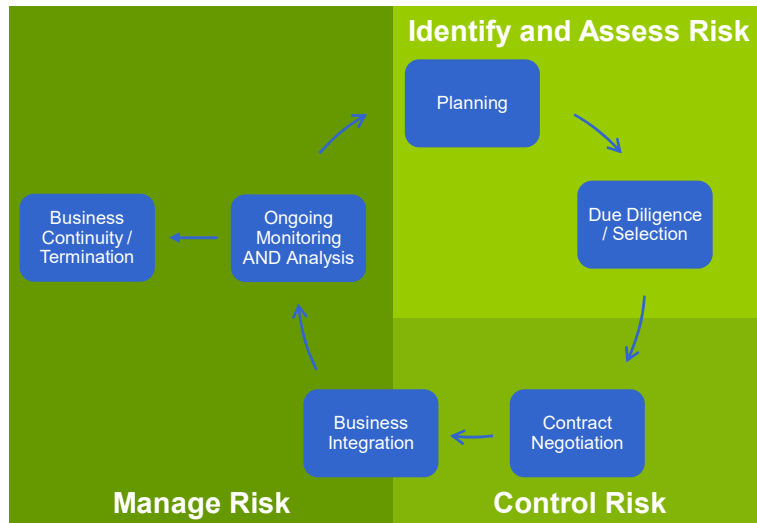 Identify and Assess Risk
Planning
Due Diligence
/ Selection
Business
Continuity /
Termination
Ongoing
Monitoring
AND Analysis
Business
Integration
Contract
Negotiation
Manage Risk
Control Risk